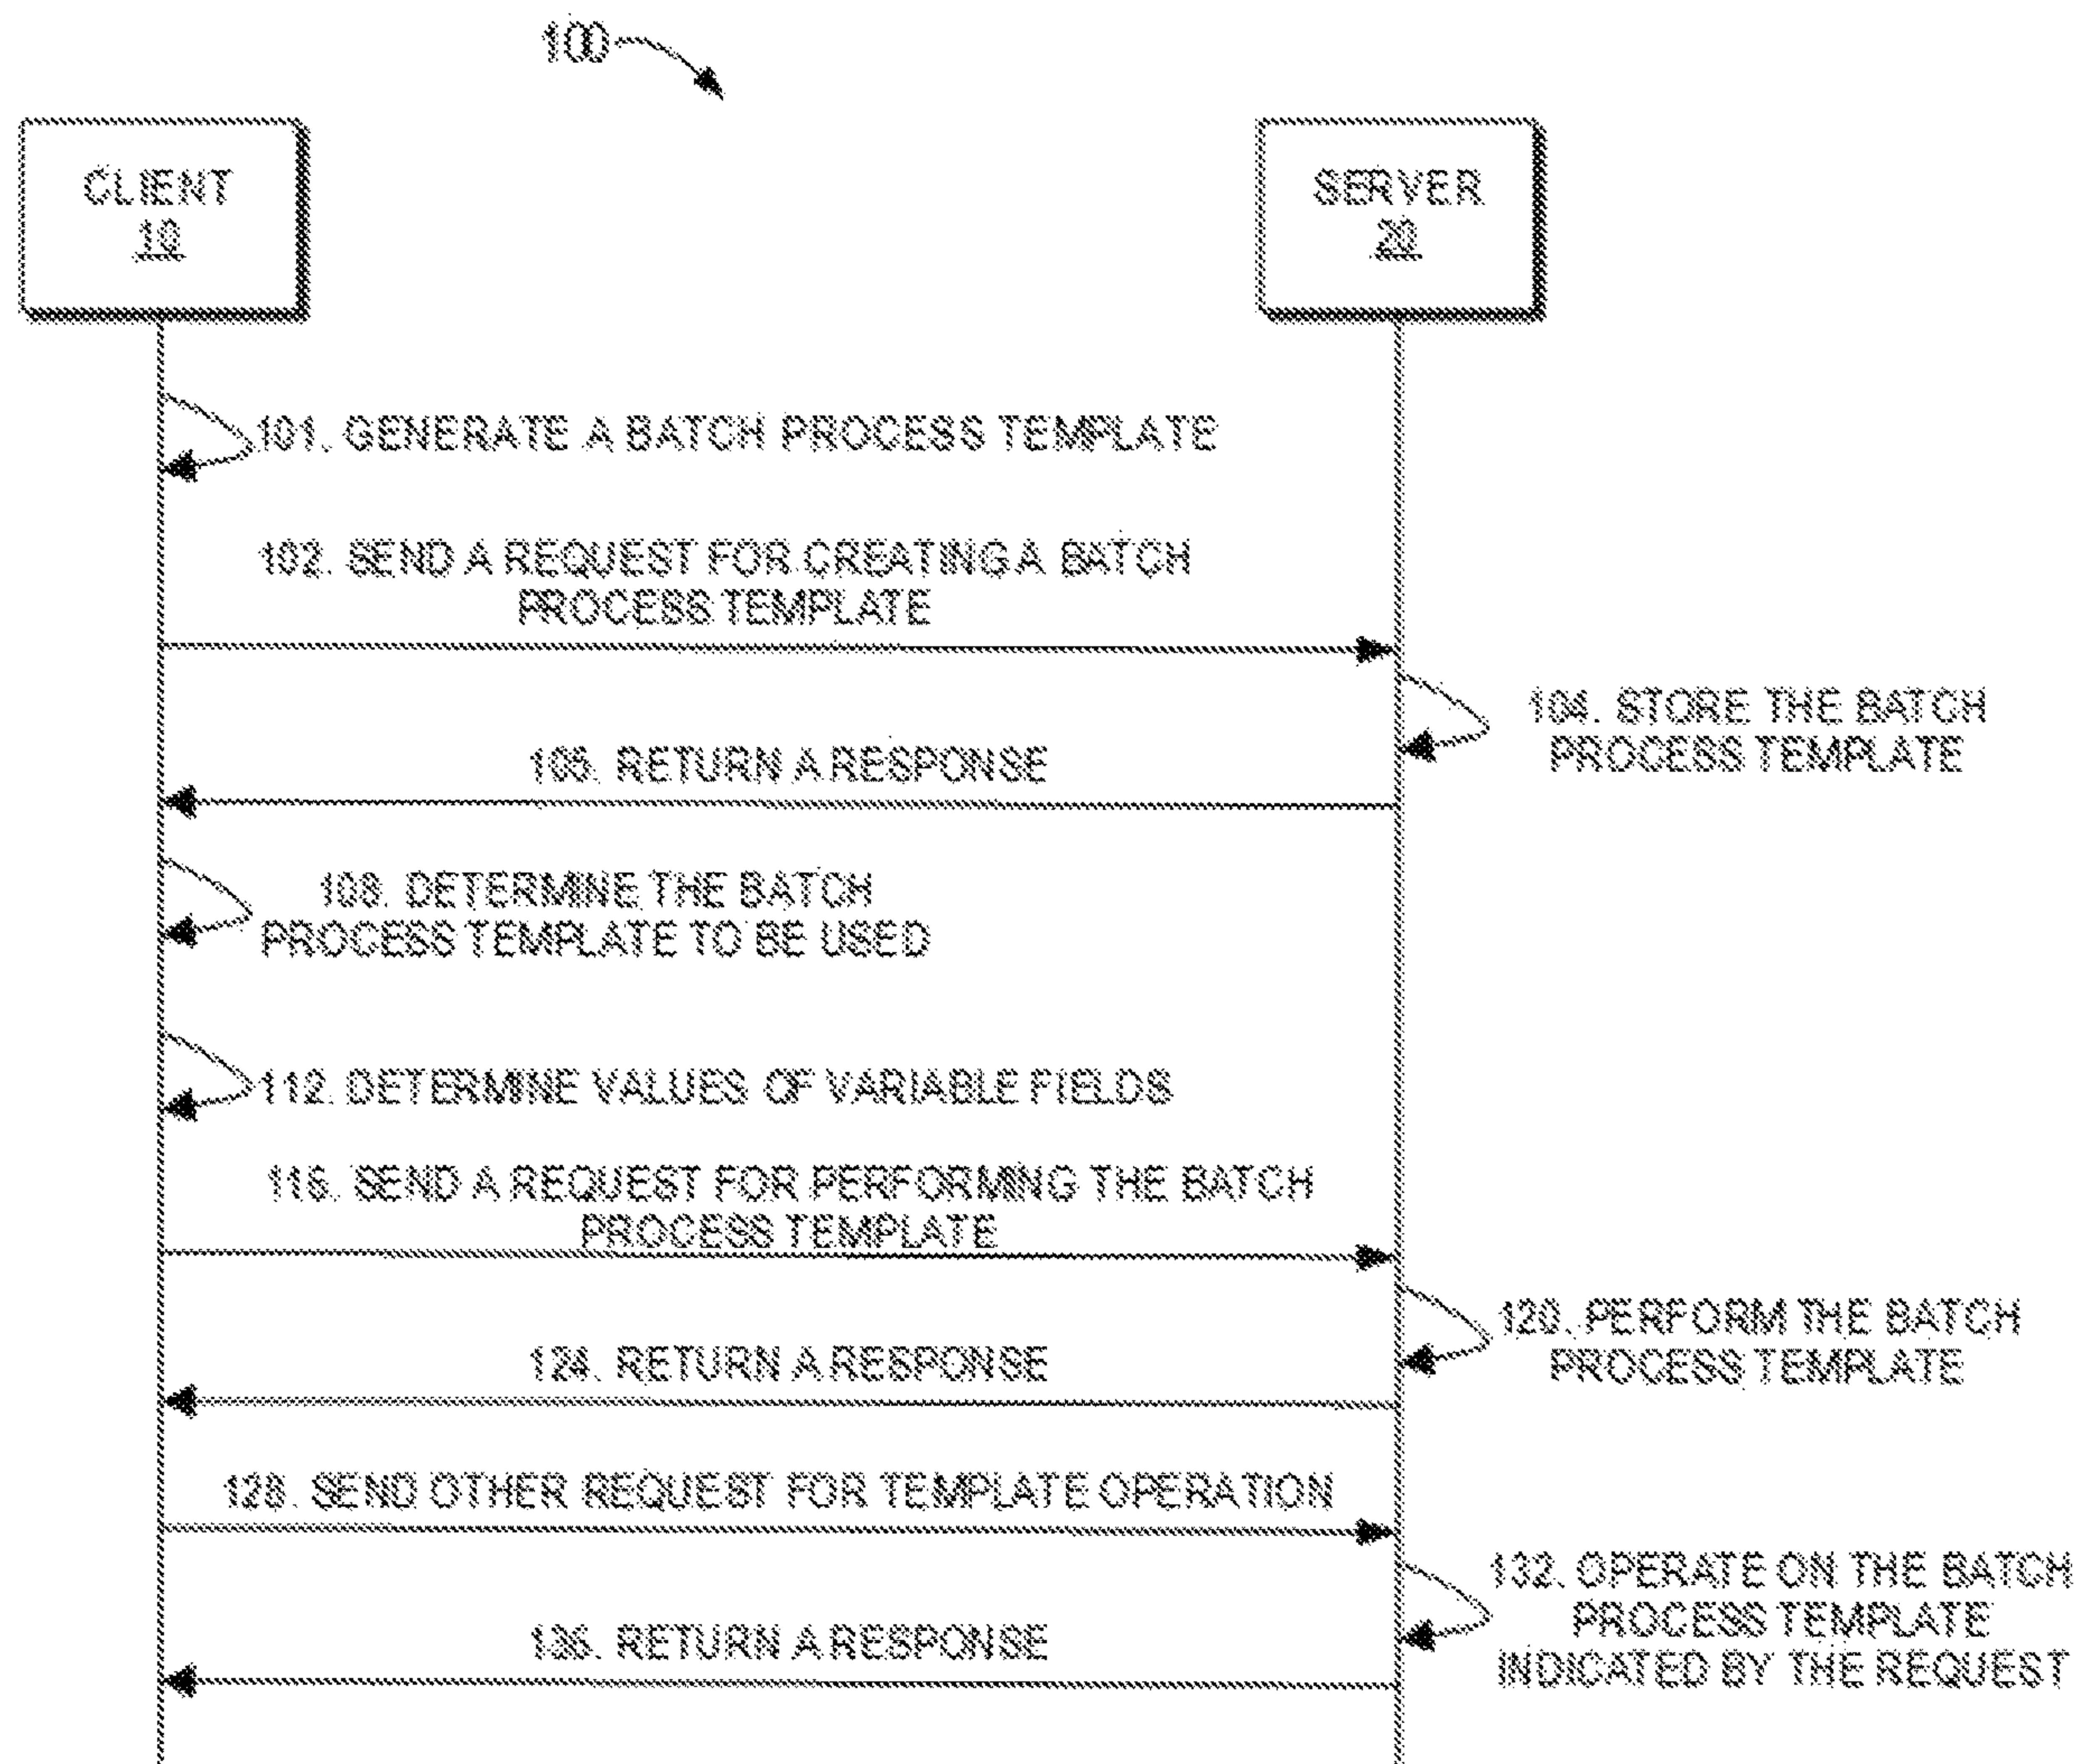 100
CLIENT
10
SERVER
20
101. GENERATE A BATCH PROCESS TEMPLATE
102. SEND A REQUEST FOR CREATING A BATCH
PROCESS TEMPLATE
104. STORE THE BATCH
PROCESS TEMPLATE
105. RETURN A RESPONSE
108. DETERMINE THE BATCH
PROCESS TEMPLATE TO BE USED
112. DETERMINE VALUES OF VARIABLE FIELDS
116. SEND A REQUEST FOR PERFORMING THE BATCH
PROCESS TEMPLATE
120. PERFORM THE BATCH
PROCESS TEMPLATE
124. RETURN A RESPONSE
128. SEND OTHER REQUEST FOR TEMPLATE OPERATION
132. OPERATE ON THE BATCH
PROCESS TEMPLATE
INDICATED BY THE REQUEST
136. RETURN A RESPONSE